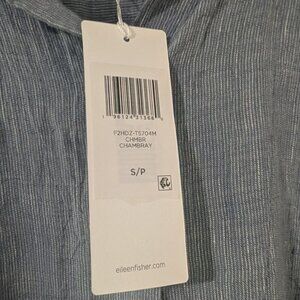 F2HDZ-T5704M
CHMBR
CHAMBRAY
S/P
eileenfisher.com